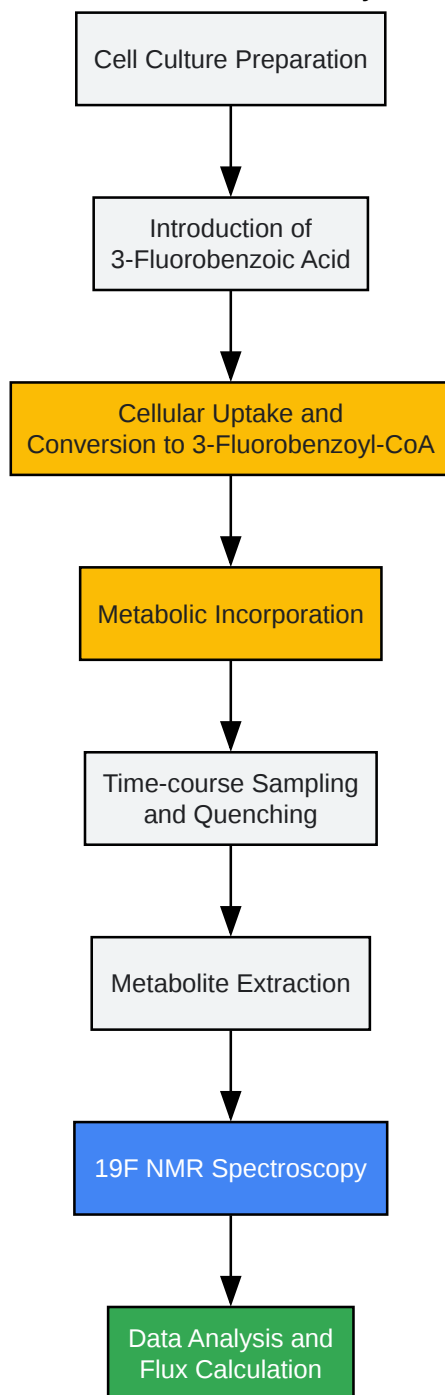 Cell Culture Preparation
Introduction of
3-Fluorobenzoic Acid
Cellular Uptake and
Conversion to 3-Fluorobenzoyl-CoA
Metabolic Incorporation
Time-course Sampling
and Quenching
Metabolite Extraction
19F NMR Spectroscopy
Data Analysis and
Flux Calculation